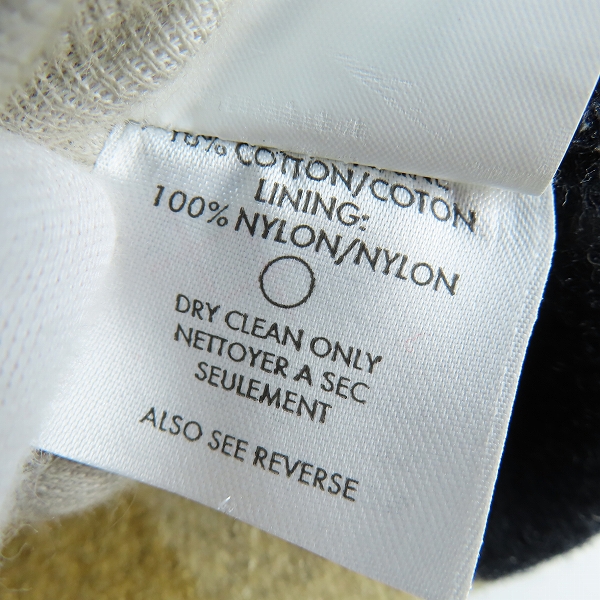 COTTON/COTON
LINING:
100% NYLON/NYLON
DRY CLEAN ONLY
NETTOYER A SEC
SEULEMENT
ALSO SEE REVERSE